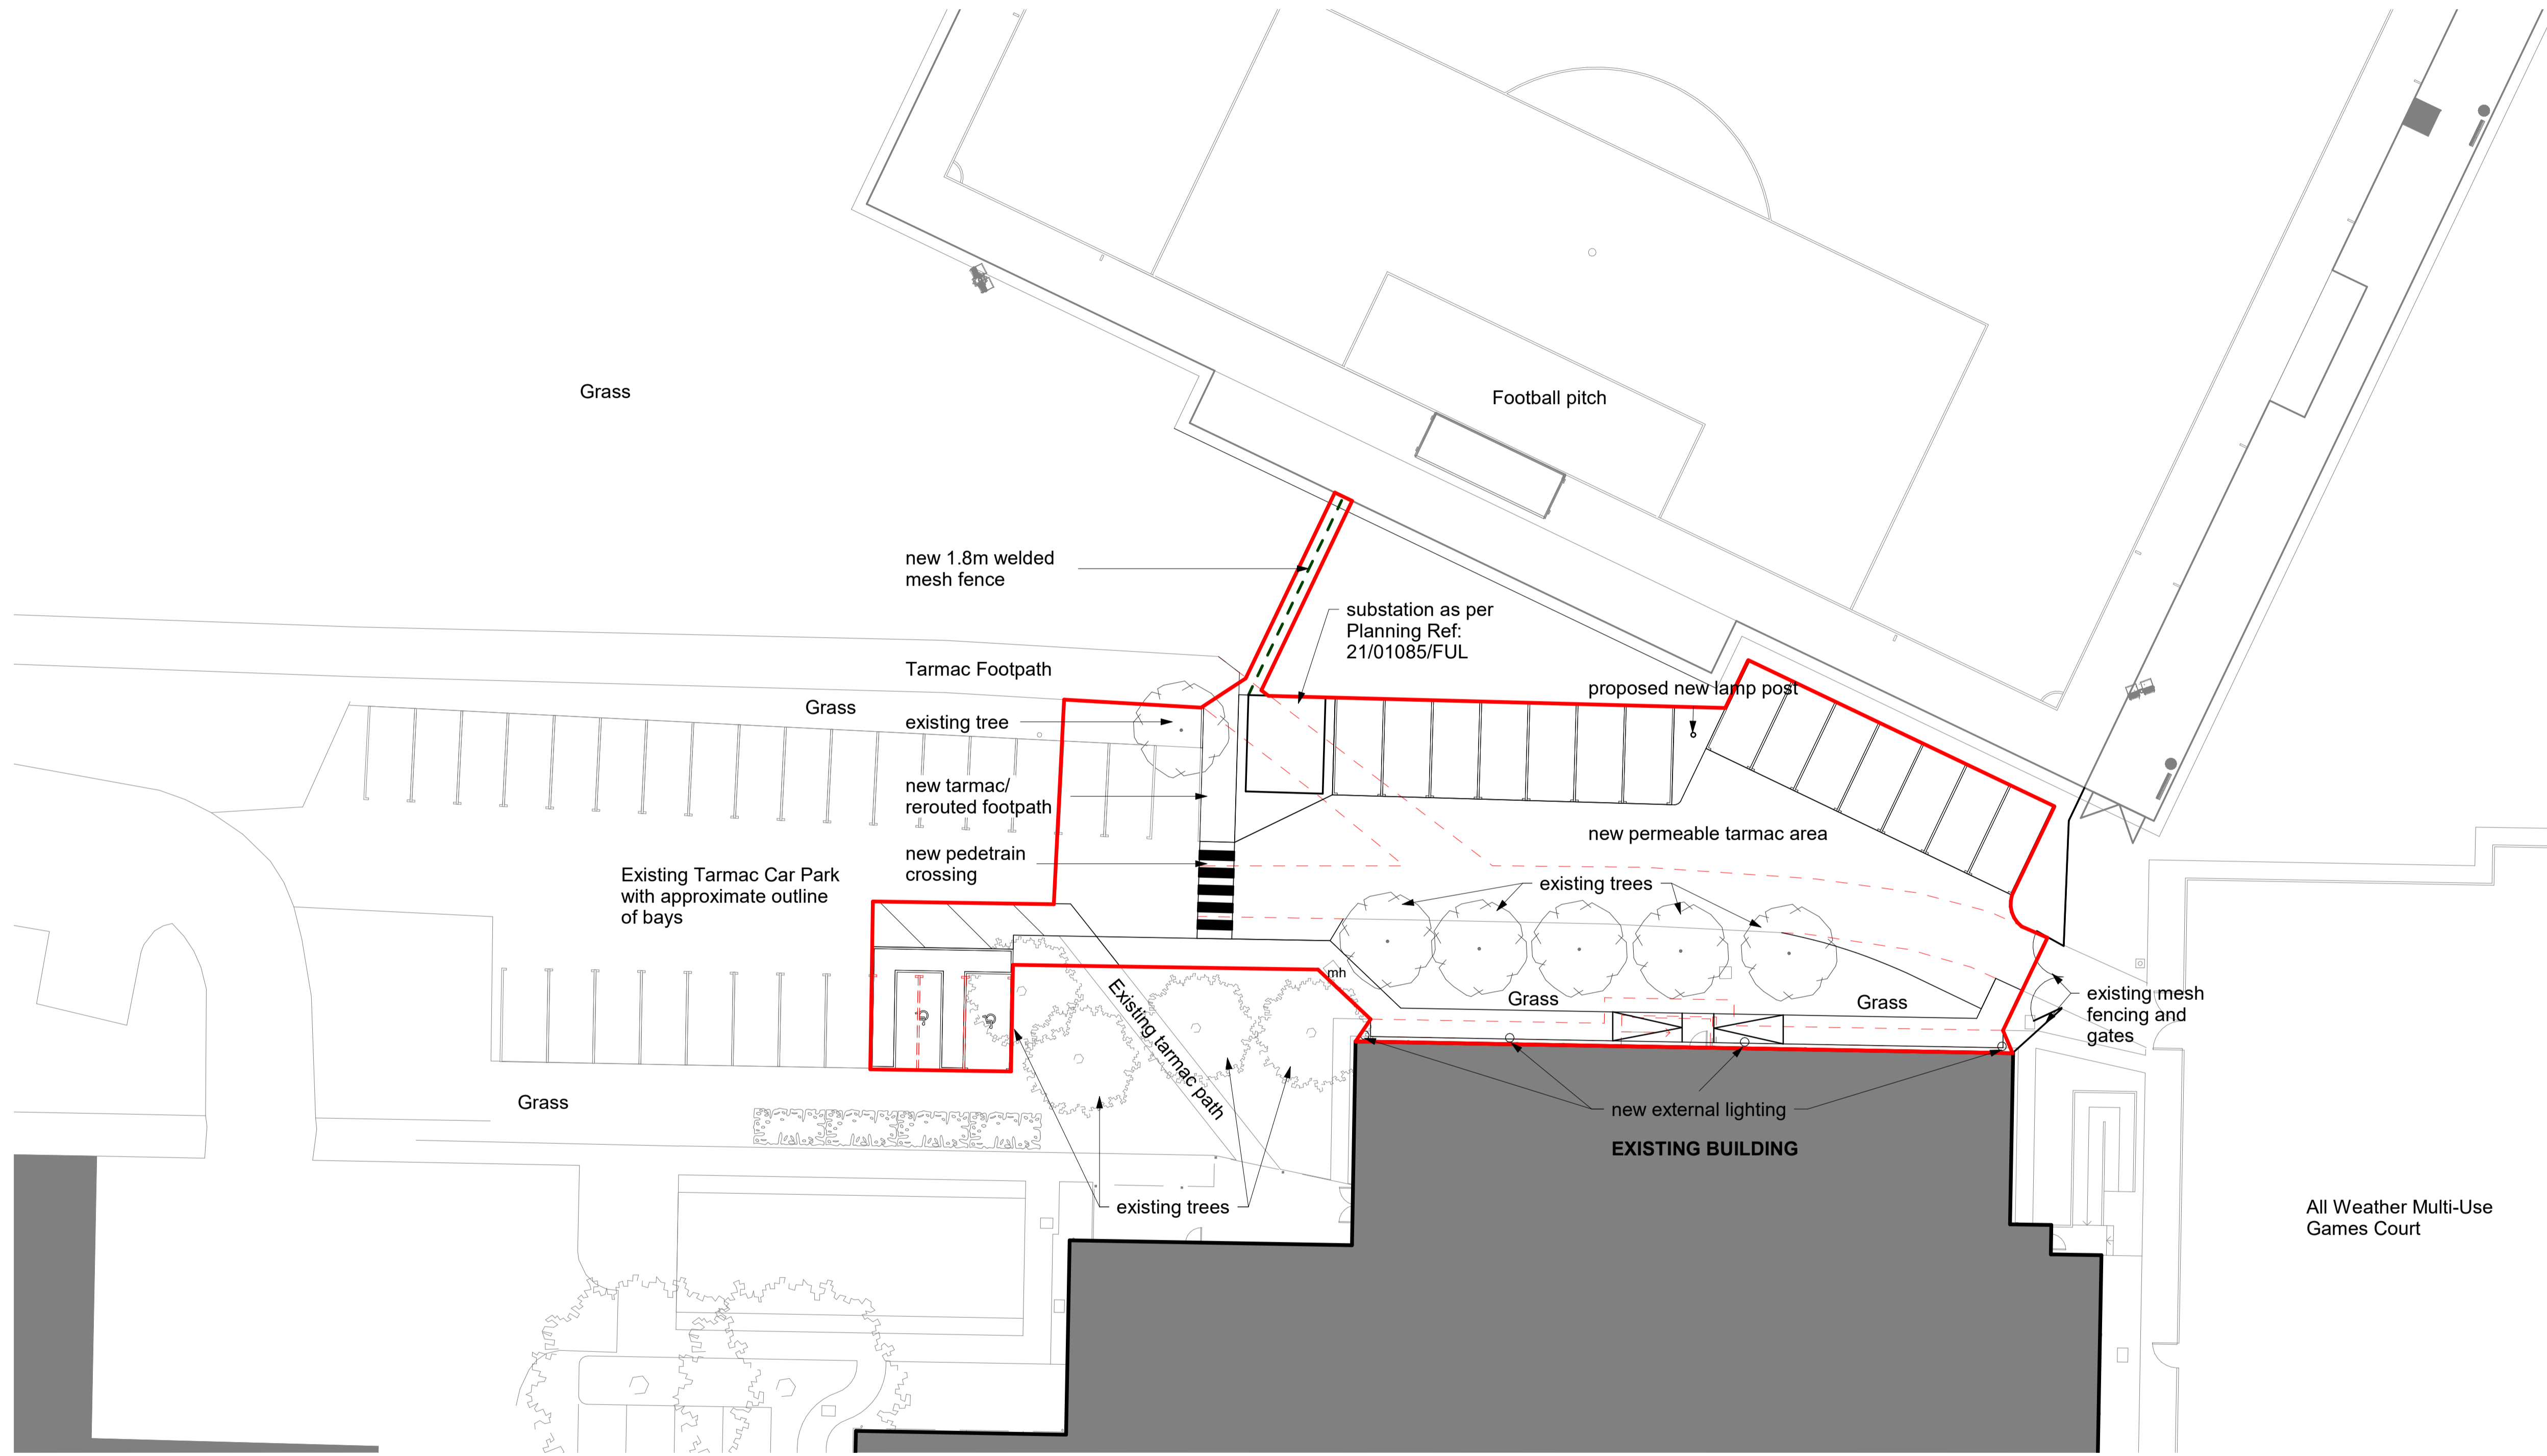 Grass
Football pitch
new 1.8m welded
mesh fence
substation as per
Planning Ref:
21/01085/FUL
Tarmac Footpath
proposed new lamp post
Grass
existing tree
new tarmac/
rerouted footpath
new permeable tarmac area
new pedetrain
crossing
Existing Tarmac Car Park
with approximate outline
of bays
existing trees
mh
Grass
Grass
existing mesh
fencing and
gates
Existing tarmac path
Grass
new external lighting
EXISTING BUILDING
existing trees
All Weather Multi-Use
Games Court